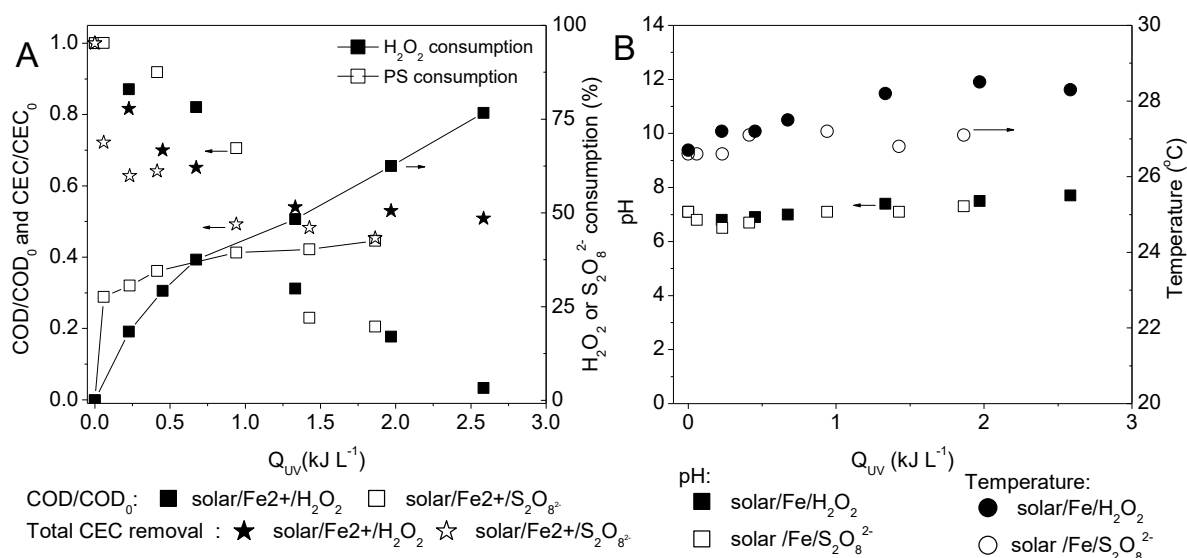 A
COD/COD₀ and CEC/CEC₀
1.0
0.8
0.6
0.4
0.2
0.0
H₂O₂ consumption
PS consumption
100
75
50
25
0
H₂O₂ or S₂O₈²⁻ consumption (%)
0.0 0.5 1.0 1.5 2.0 2.5 3.0
Q_UV(kJ L⁻¹)
COD/COD₀: solar/Fe2+/H₂O₂ solar/Fe2+/S₂O₈²⁻
Total CEC removal : solar/Fe2+/H₂O₂ solar/Fe2+/S₂O₈²⁻
B
pH
14
12
10
8
6
4
2
0
30
28
26
24
22
20
Temperature (°C)
0 1 2 3
Q_UV (kJ L⁻¹)
pH:
solar/Fe/H₂O₂
solar /Fe/S₂O₈²⁻
Temperature:
solar/Fe/H₂O₂
solar/Fe/S₂O₈²⁻